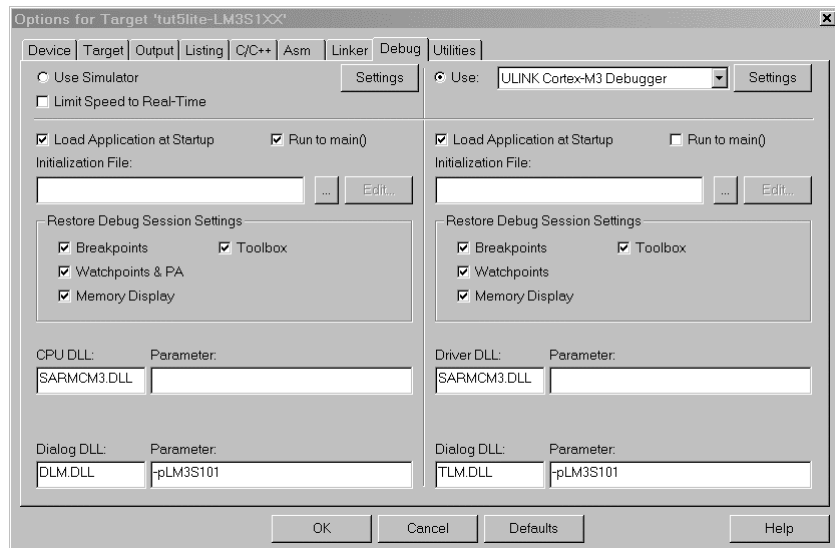 Options for Target 'tut5lite-LM3S1XX'
Device Target Output Listing C/C++ Asm Linker Debug Utilities
Use Simulator Settings
Limit Speed to Real-Time
Use: ULINK Cortex-M3 Debugger Settings
Load Application at Startup Run to main()
Initialization File:
... Edit...
Load Application at Startup Run to main()
Initialization File:
... Edit...
Restore Debug Session Settings
Breakpoints Toolbox
Watchpoints & PA
Memory Display
Restore Debug Session Settings
Breakpoints Toolbox
Watchpoints
Memory Display
CPU DLL: Parameter:
SARMCM3.DLL
Driver DLL: Parameter:
SARMCM3.DLL
Dialog DLL: Parameter:
DLM.DLL -pLM3S101
Dialog DLL: Parameter:
TLM.DLL -pLM3S101
OK Cancel Defaults Help